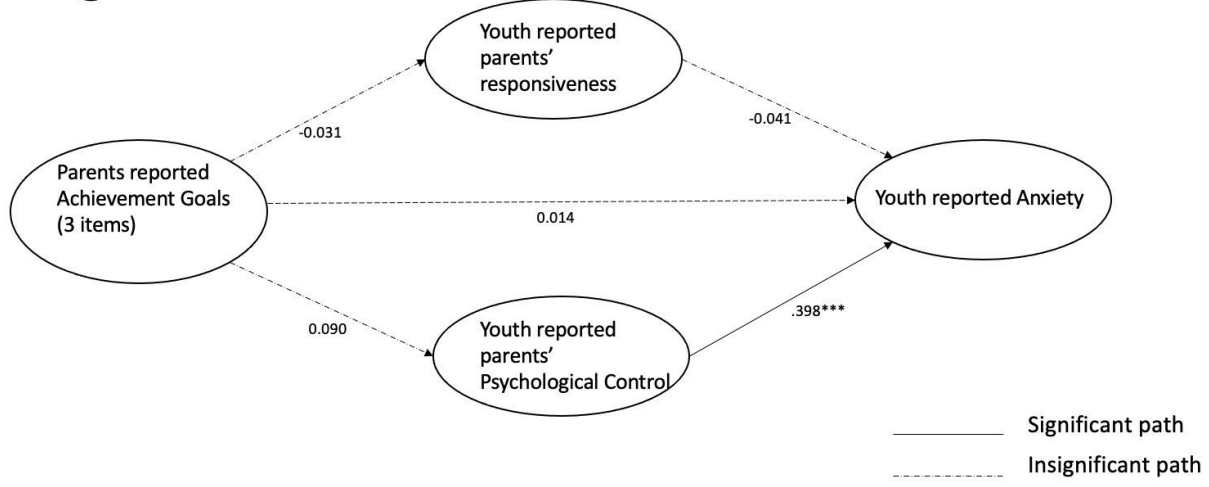 Youth reported
parents’
responsiveness
-0.031
-0.041
Parents reported
Achievement Goals
(3 items)
Youth reported Anxiety
0.014
0.090
Youth reported
parents’
Psychological Control
.398***
Significant path
Insignificant path